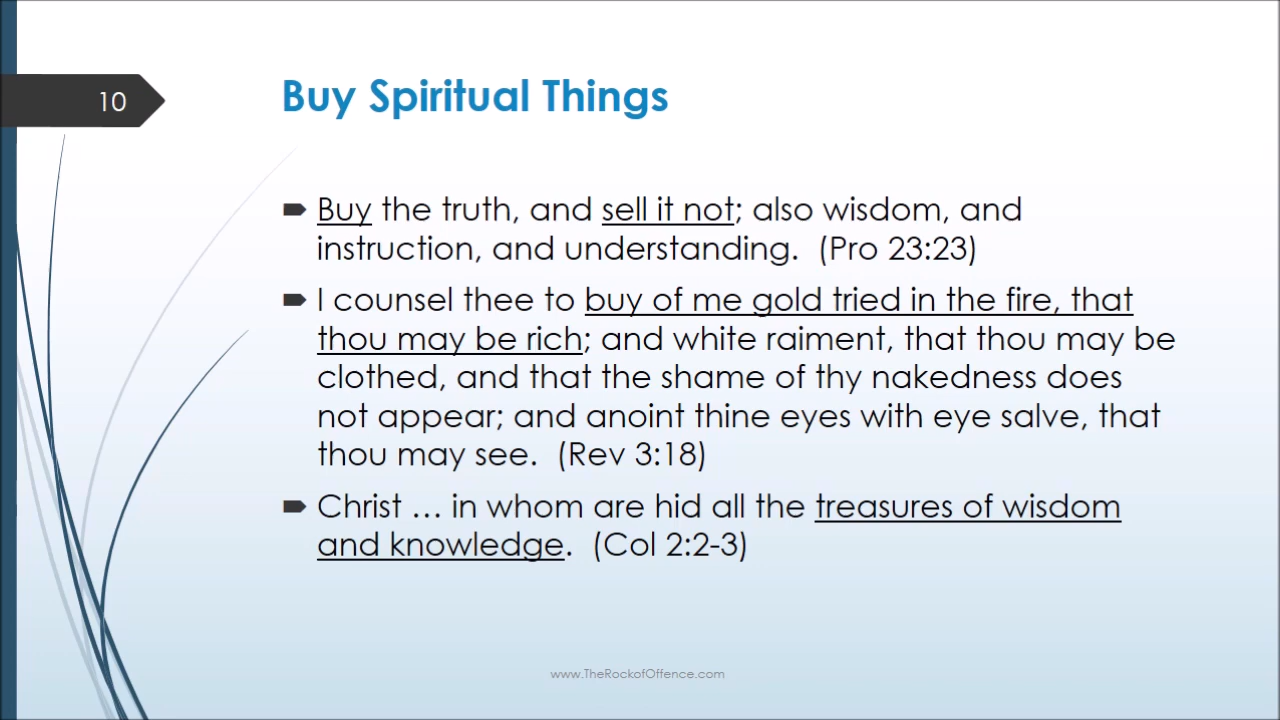 10
Buy Spiritual Things
Buy the truth, and sell it not; also wisdom, and
instruction, and understanding.  (Pro 23:23)
I counsel thee to buy of me gold tried in the fire, that
thou may be rich; and white raiment, that thou may be
clothed, and that the shame of thy nakedness does
not appear; and anoint thine eyes with eye salve, that
thou may see.  (Rev 3:18)
Christ … in whom are hid all the treasures of wisdom
and knowledge.  (Col 2:2-3)
www.TheRockofOffence.com